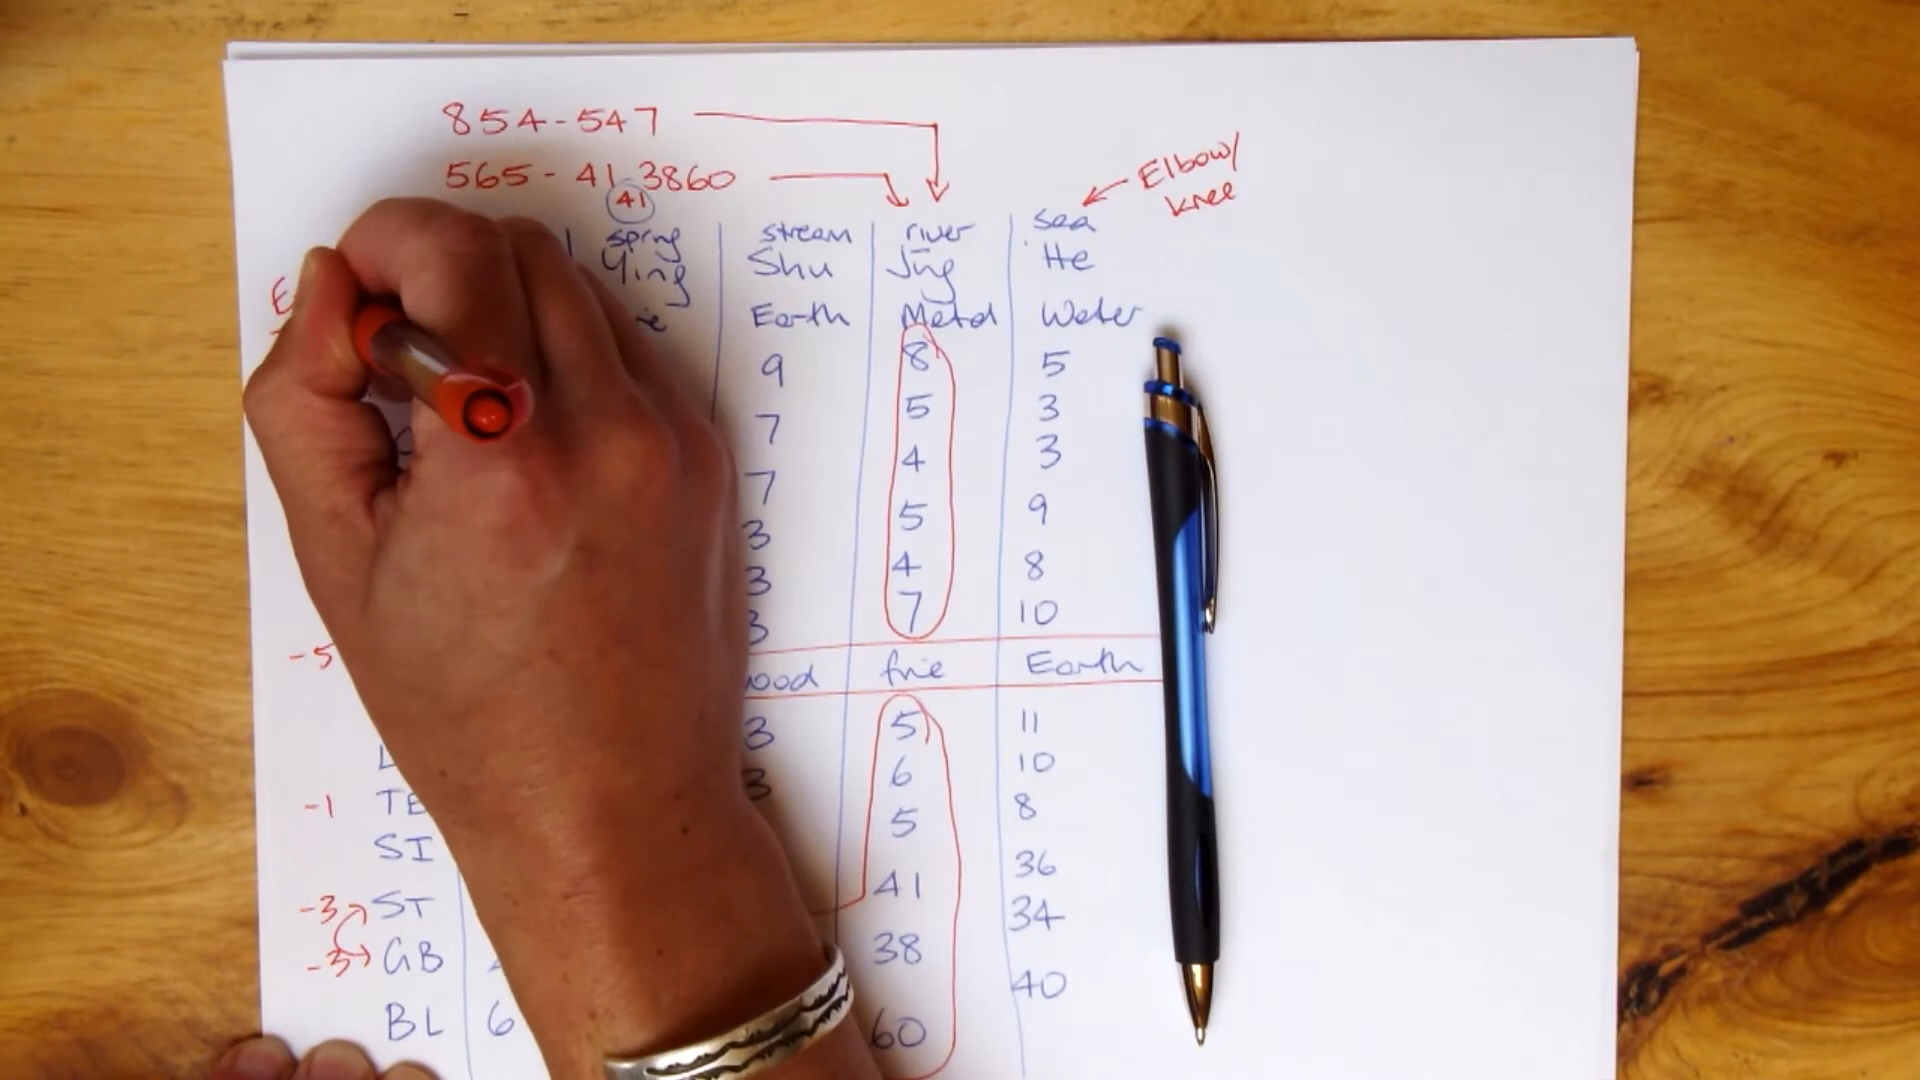 854-547
565-41 3860
41
Elbow/
knee
spring stream river sea
Ying Shu Jing He
Earth Metal Water
9 8 5
7 5 3
7 4 3
3 5 9
3 4 8
3 7 10
-5 fire Earth
3 5 11
3 6 10
-1 TE 5 8
SI 41 36
-3 ST 38 34
-3 GB 40
BL 6 60